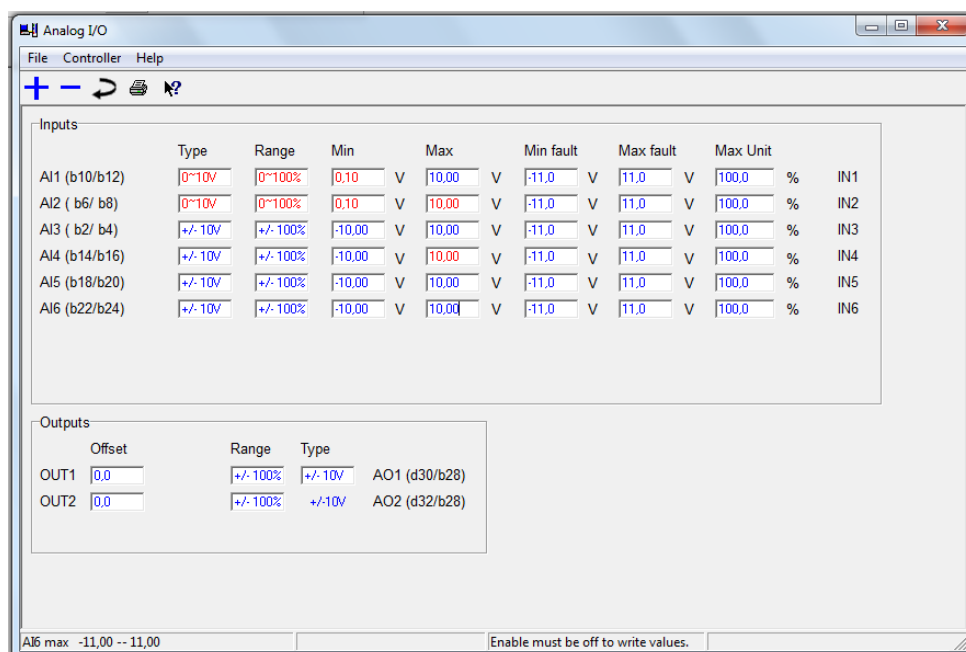 Analog I/O
File Controller Help
Inputs
Type Range Min Max Min fault Max fault Max Unit
AI1 (b10/b12) 0~10V 0~100% 0,10 V 10,00 V -11,0 V 11,0 V 100,0 % IN1
AI2 ( b6/ b8) 0~10V 0~100% 0,10 V 10,00 V -11,0 V 11,0 V 100,0 % IN2
AI3 ( b2/ b4) +/- 10V +/- 100% -10,00 V 10,00 V -11,0 V 11,0 V 100,0 % IN3
AI4 (b14/b16) +/- 10V +/- 100% -10,00 V 10,00 V -11,0 V 11,0 V 100,0 % IN4
AI5 (b18/b20) +/- 10V +/- 100% -10,00 V 10,00 V -11,0 V 11,0 V 100,0 % IN5
AI6 (b22/b24) +/- 10V +/- 100% -10,00 V 10,00 V -11,0 V 11,0 V 100,0 % IN6
Outputs
Offset Range Type
OUT1 0,0 +/- 100% +/- 10V AO1 (d30/b28)
OUT2 0,0 +/- 100% +/-10V AO2 (d32/b28)
AI6 max -11,00 -- 11,00 Enable must be off to write values.